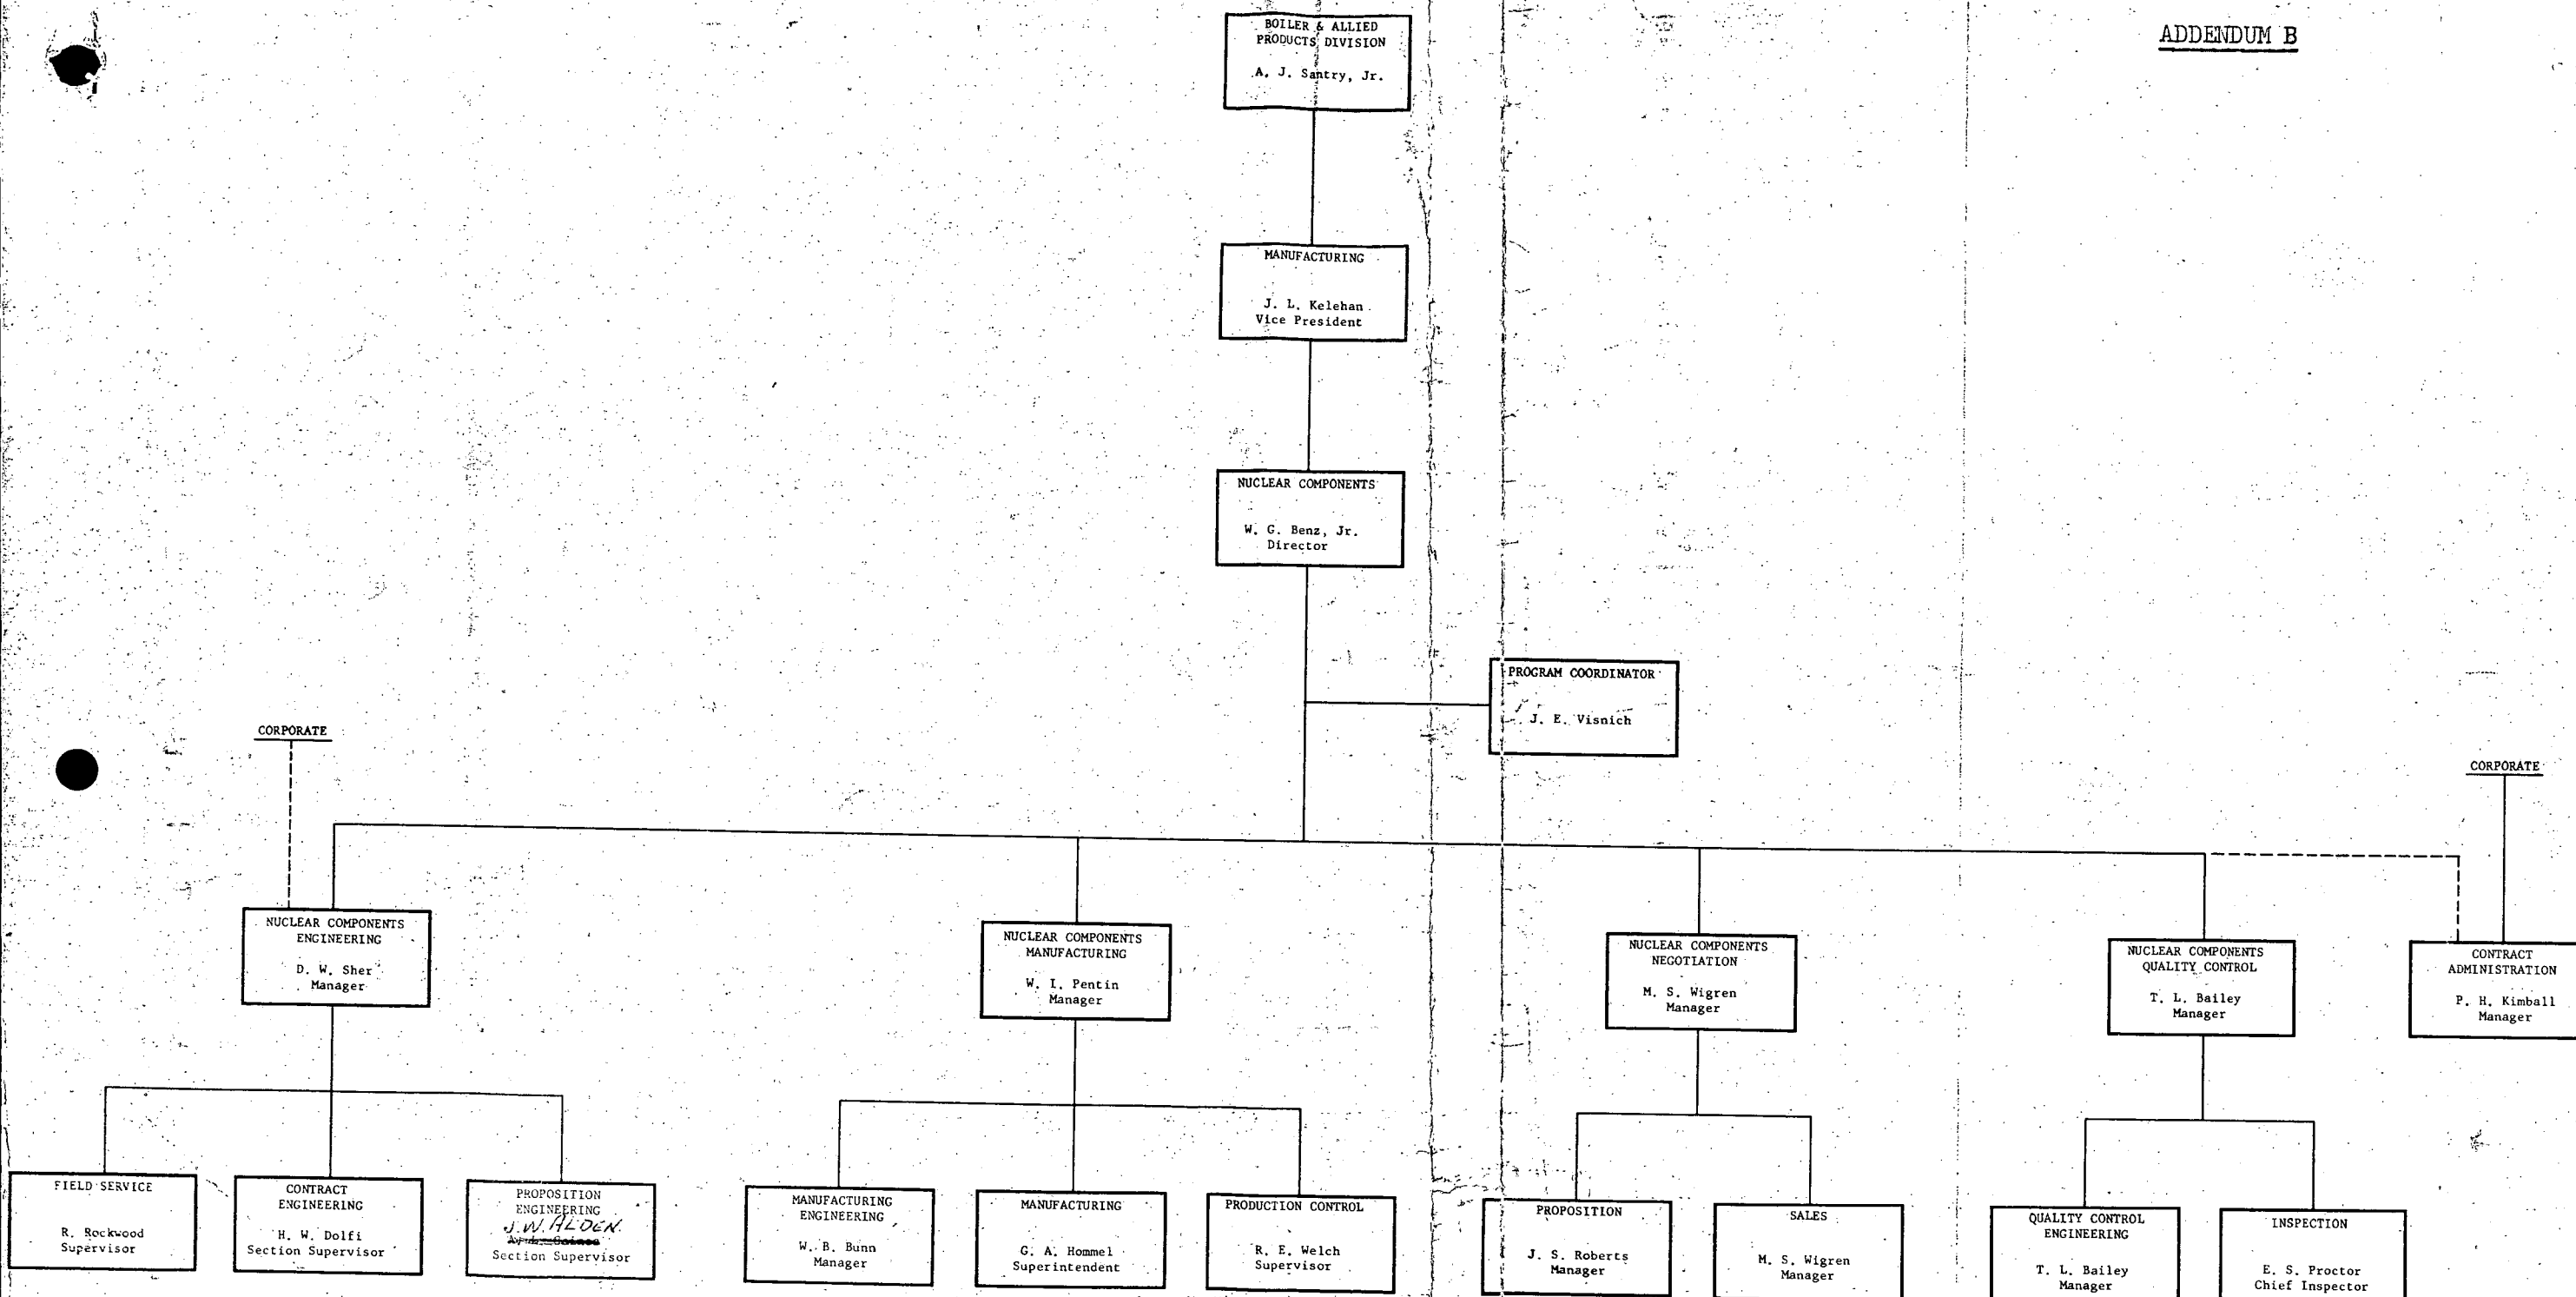 ADDENDUM B
BOILER & ALLIED
PRODUCTS DIVISION
A. J. Santry, Jr.
MANUFACTURING
J. L. Kelehan
Vice President
NUCLEAR COMPONENTS
W. G. Benz, Jr.
Director
PROGRAM COORDINATOR
J. E. Visnich
CORPORATE
CORPORATE
NUCLEAR COMPONENTS
ENGINEERING
D. W. Sher
Manager
NUCLEAR COMPONENTS
MANUFACTURING
W. I. Pentin
Manager
NUCLEAR COMPONENTS
NEGOTIATION
M. S. Wigren
Manager
NUCLEAR COMPONENTS
QUALITY CONTROL
T. L. Bailey
Manager
CONTRACT
ADMINISTRATION
P. H. Kimball
Manager
FIELD SERVICE
R. Rockwood
Supervisor
CONTRACT
ENGINEERING
H. W. Dolfi
Section Supervisor
PROPOSITION
ENGINEERING
J. W. ALDEN
Section Supervisor
MANUFACTURING
ENGINEERING
W. B. Bunn
Manager
MANUFACTURING
G. A. Hommel
Superintendent
PRODUCTION CONTROL
R. E. Welch
Supervisor
PROPOSITION
J. S. Roberts
Manager
SALES
M. S. Wigren
Manager
QUALITY CONTROL
ENGINEERING
T. L. Bailey
Manager
INSPECTION
E. S. Proctor
Chief Inspector